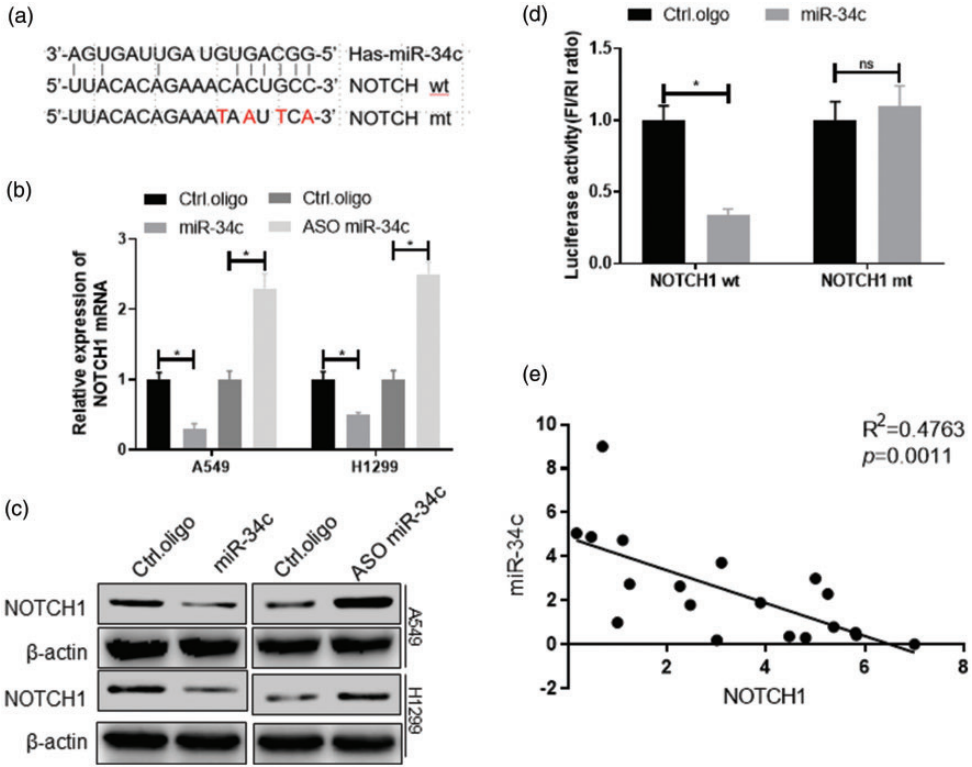 (a)
3'-AGUGAUUGA UGUGACGG-5' Has-miR-34c
5'-UUACACAGAAACACUGCC-3' NOTCH wt
5'-UUACACAGAAATAAUTCA-3' NOTCH mt
(b)
Ctrl.oligo
miR-34c
Ctrl.oligo
ASO miR-34c
Relative expression of
NOTCH1 mRNA
3
2
1
0
*
*
*
*
A549
H1299
(c)
Ctrl.oligo
miR-34c
Ctrl.oligo
ASO miR-34c
NOTCH1
β-actin
A549
NOTCH1
β-actin
H1299
(d)
Ctrl.olgo
miR-34c
Luciferase activity(FI/RI ratio)
1.5
1.0
0.5
0.0
*
ns
NOTCH1 wt
NOTCH1 mt
(e)
R²=0.4763
p=0.0011
miR-34c
10
8
6
4
2
0
-2
2
4
6
8
NOTCH1